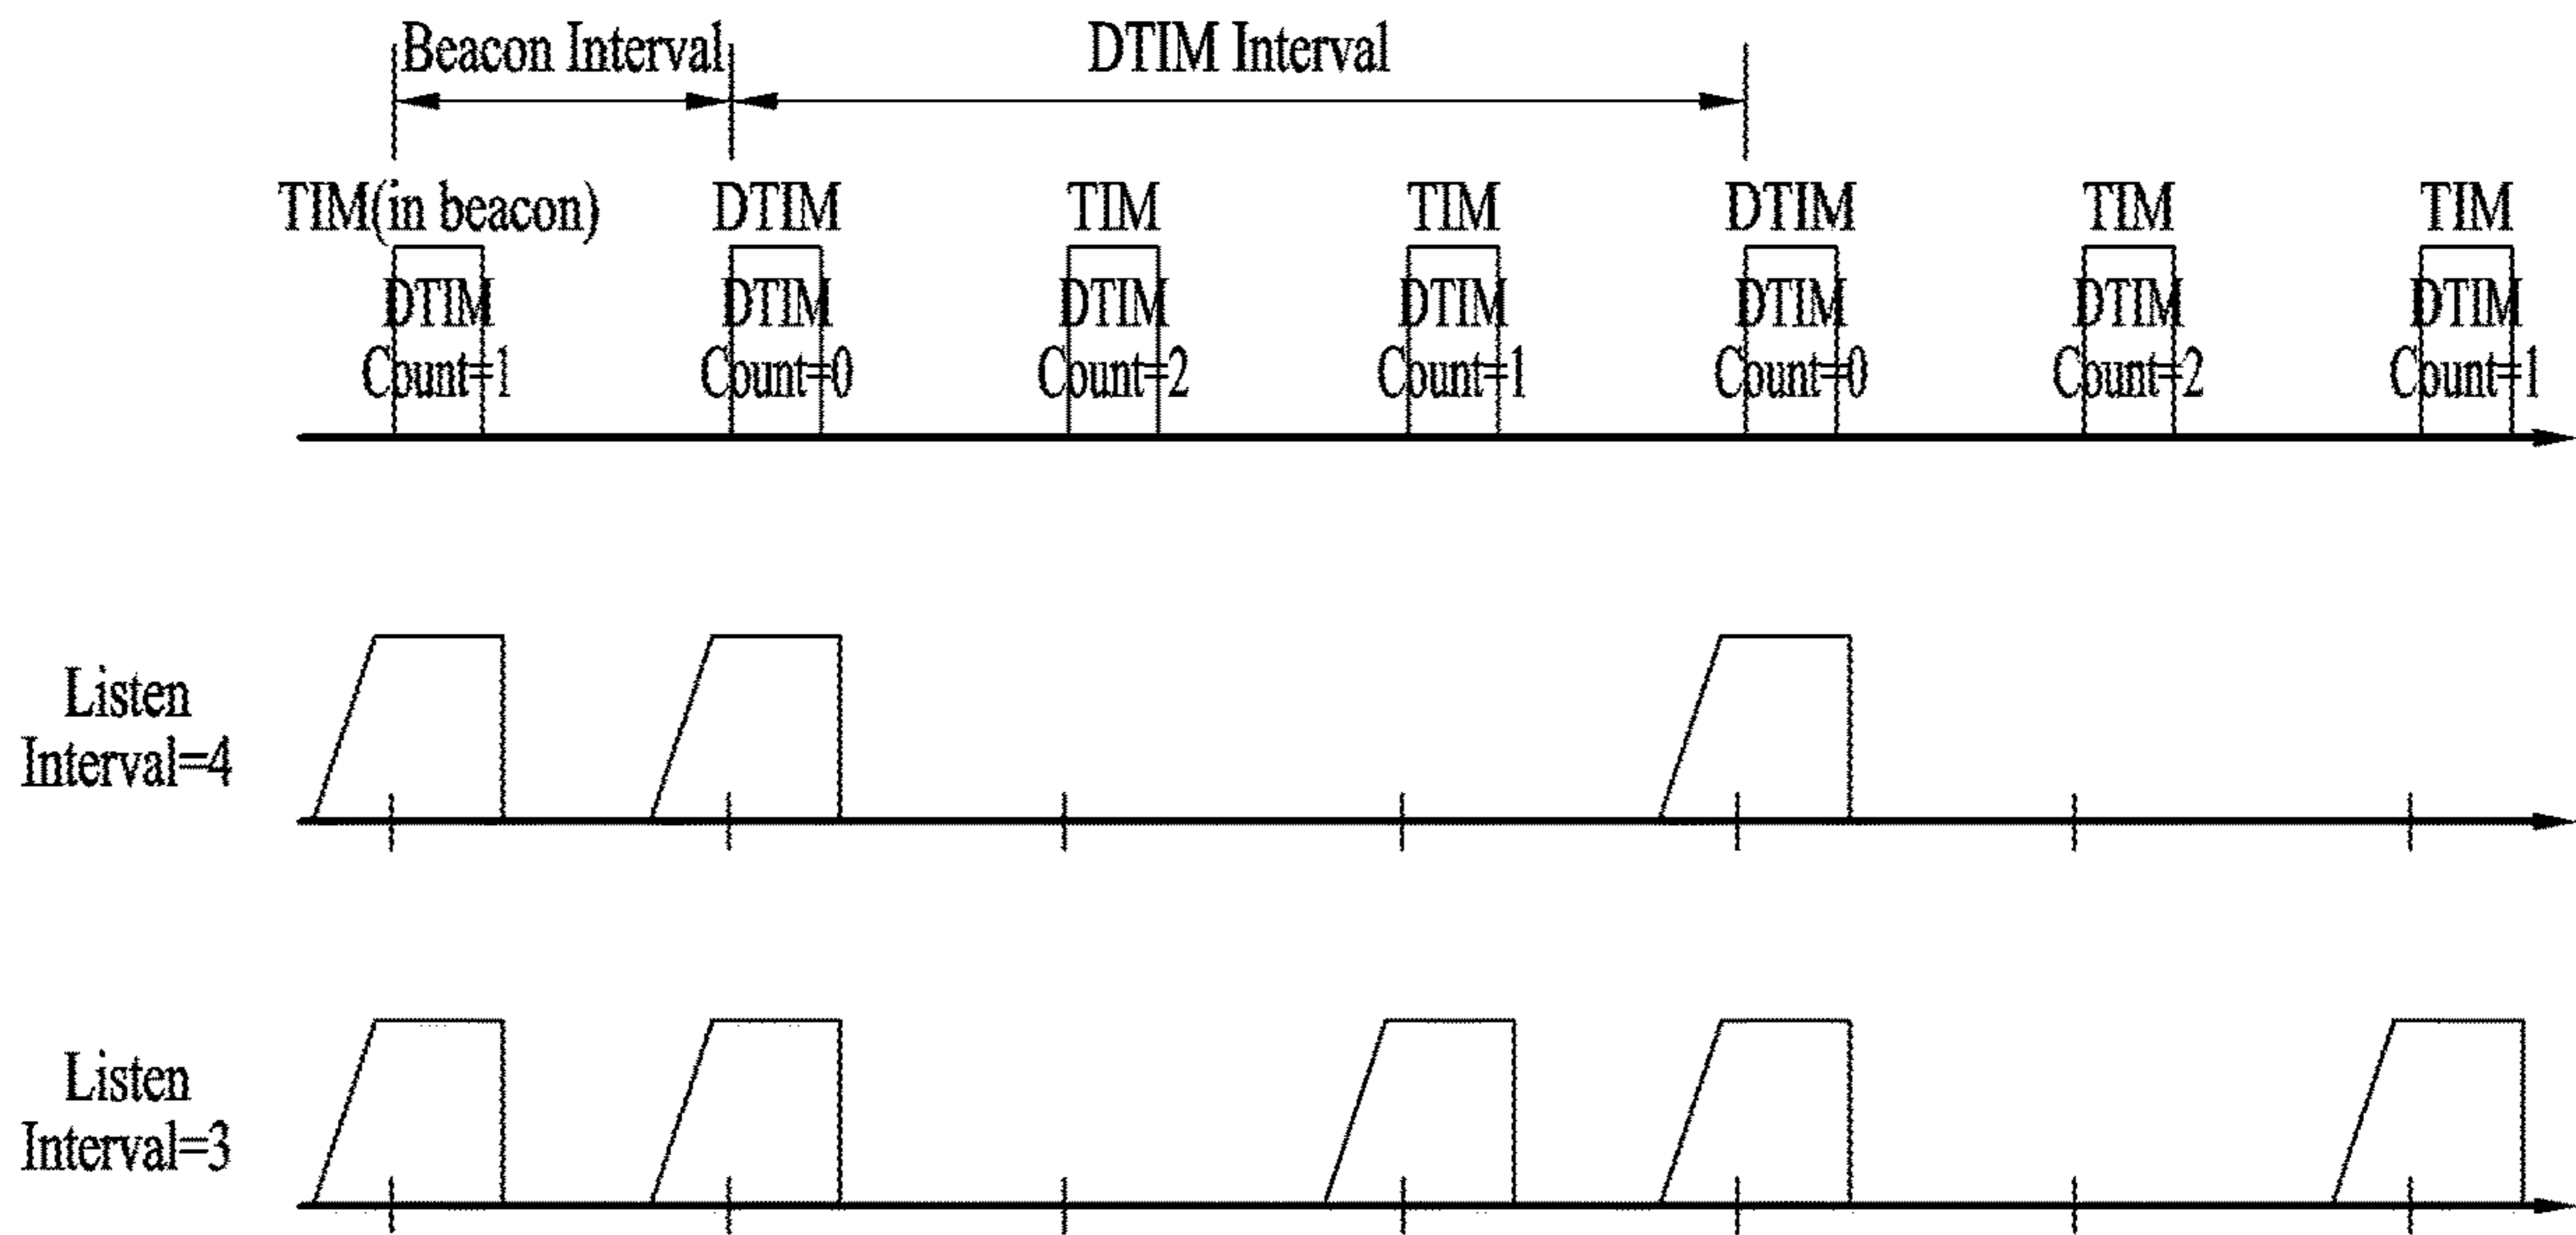 Beacon Interval
DTIM Interval
TIM(in beacon)
DTIM
TIM
TIM
DTIM
TIM
TIM
DTIM
Count=1
DTIM
Count=0
DTIM
Count=2
DTIM
Count=1
DTIM
Count=0
DTIM
Count=2
DTIM
Count=1
Listen
Interval=4
Listen
Interval=3